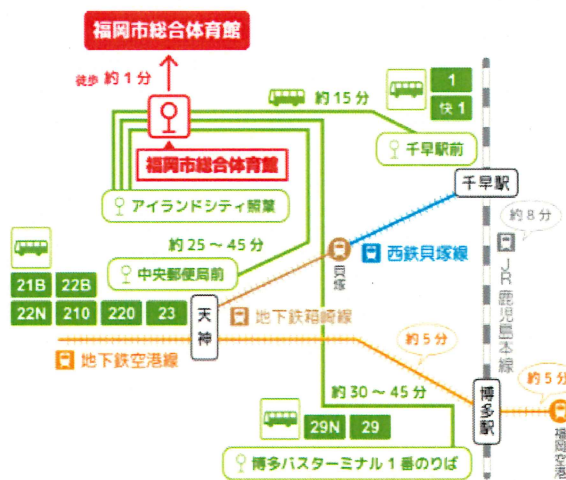 福岡市総合体育館
徒歩 約1分
約15分
1
快1
千早駅前
福岡市総合体育館
千早駅
アイランドシティ照葉
約8分
約25~45分
西鉄貝塚線
中央郵便局前
貝塚
JR鹿児島本線
21B 22B
22N 210 220 23
天神
地下鉄箱崎線
地下鉄空港線
約5分
約5分
約30~45分
博多駅
29N 29
福岡空港
博多バスターミナル1番のりば